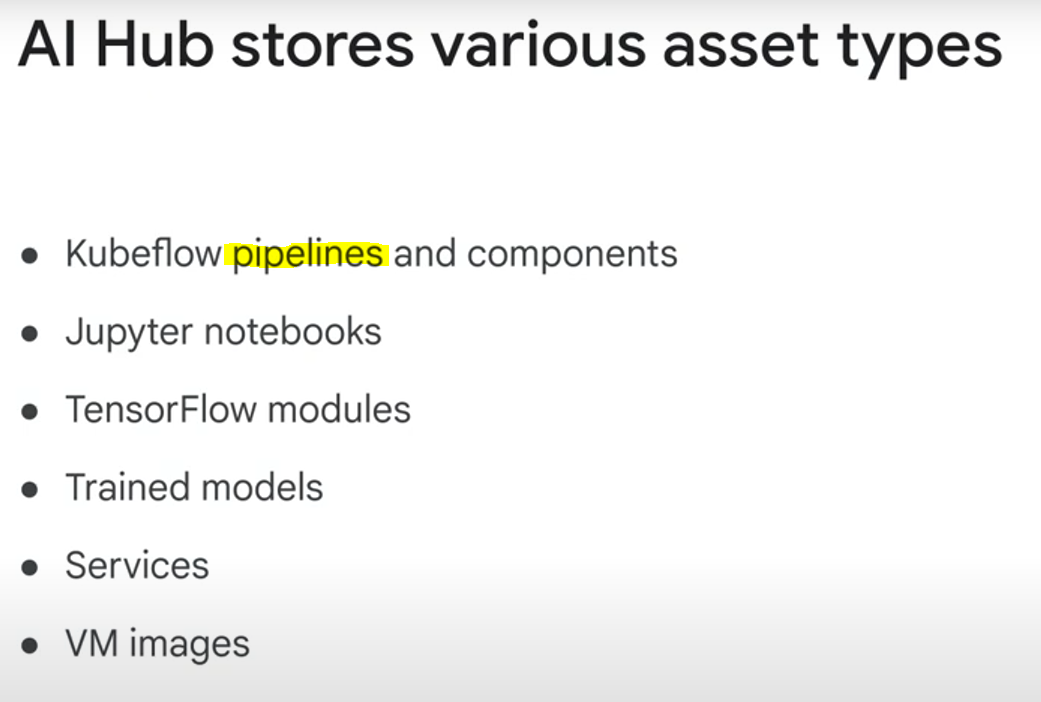 AI Hub stores various asset types
● Kubeflow pipelines and components
● Jupyter notebooks
● TensorFlow modules
● Trained models
● Services
● VM images